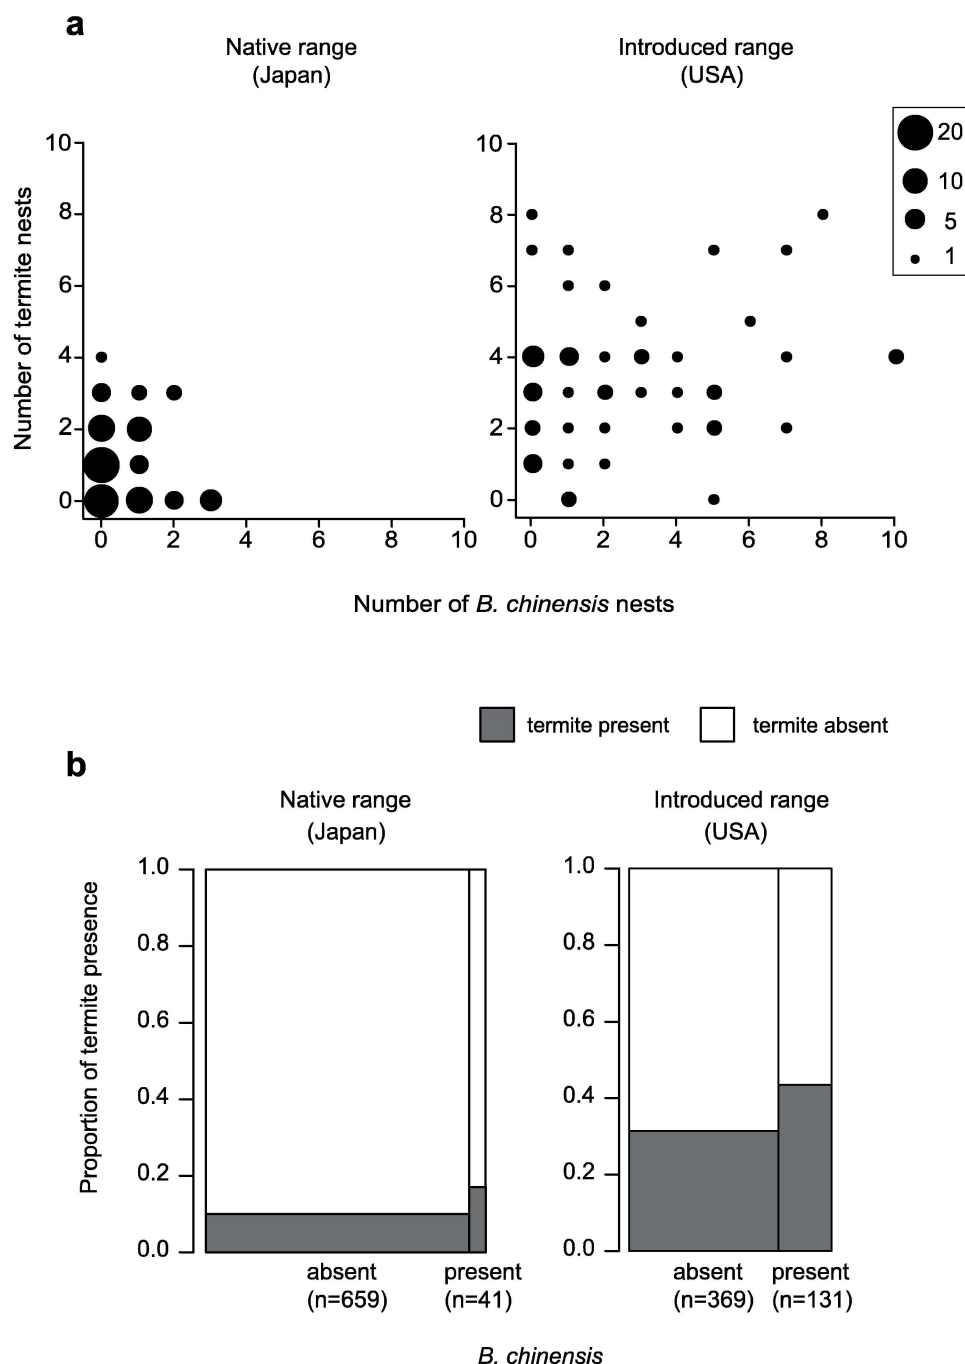 a
Native range
(Japan)
Introduced range
(USA)
20
10
5
1
Number of termite nests
10
8
6
4
2
0
0 2 4 6 8 10
10
8
6
4
2
0
0 2 4 6 8 10
Number of B. chinensis nests
termite present
termite absent
b
Native range
(Japan)
Introduced range
(USA)
Proportion of termite presence
1.0
0.8
0.6
0.4
0.2
0.0
absent present
(n=659) (n=41)
1.0
0.8
0.6
0.4
0.2
0.0
absent present
(n=369) (n=131)
B. chinensis